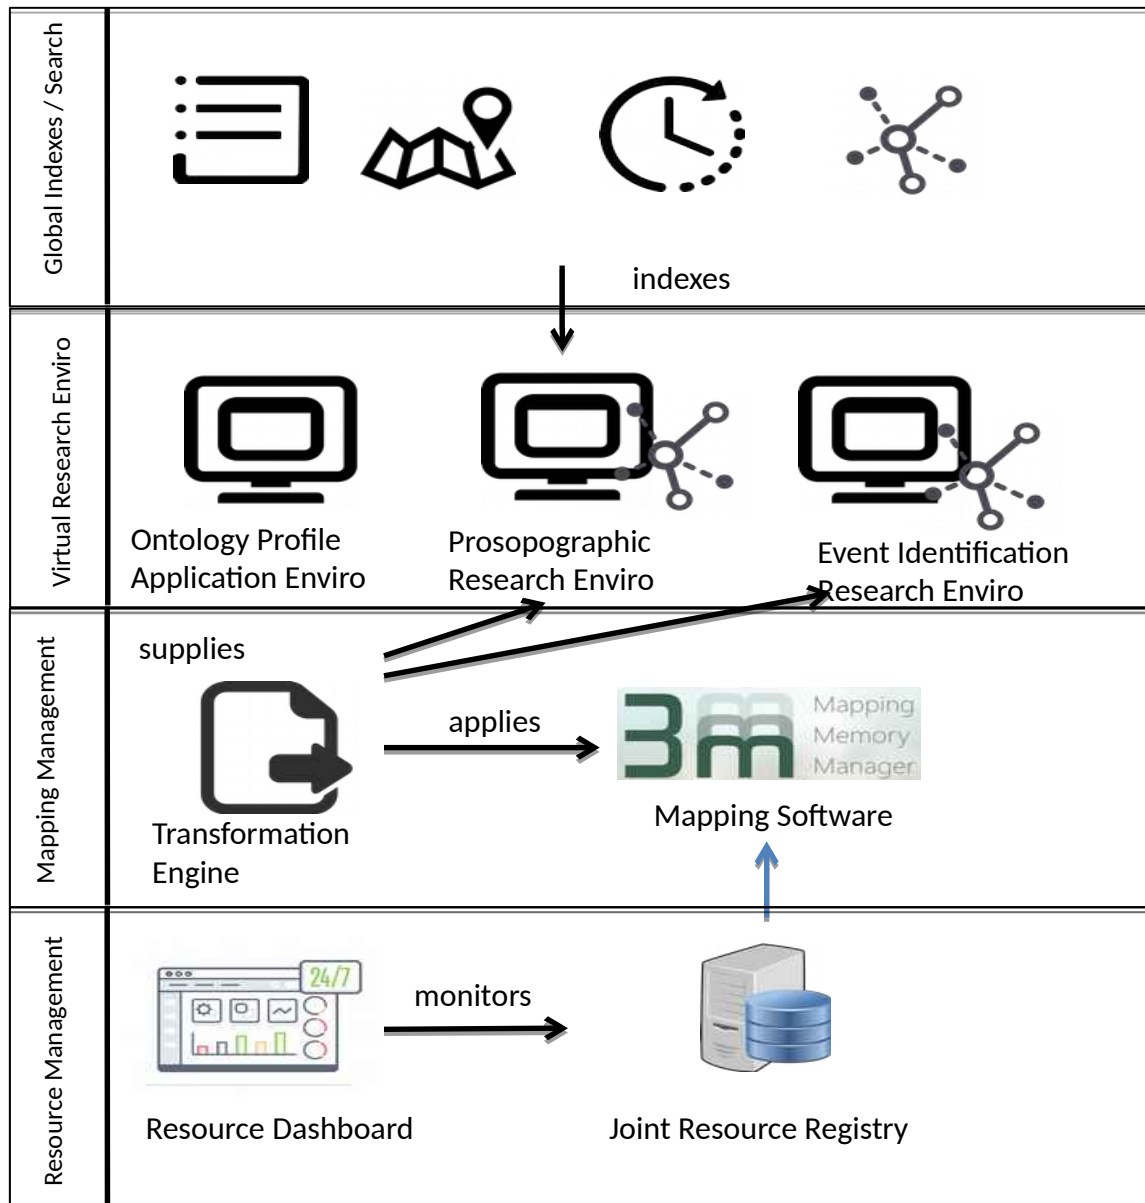 Global Indexes / Search
indexes
Virtual Research Enviro
Ontology Profile
Application Enviro
Prosopographic
Research Enviro
Event Identification
Research Enviro
Mapping Management
supplies
applies
3m
Mapping
Memory
Manager
Transformation
Engine
Mapping Software
Resource Management
24/7
monitors
Resource Dashboard
Joint Resource Registry